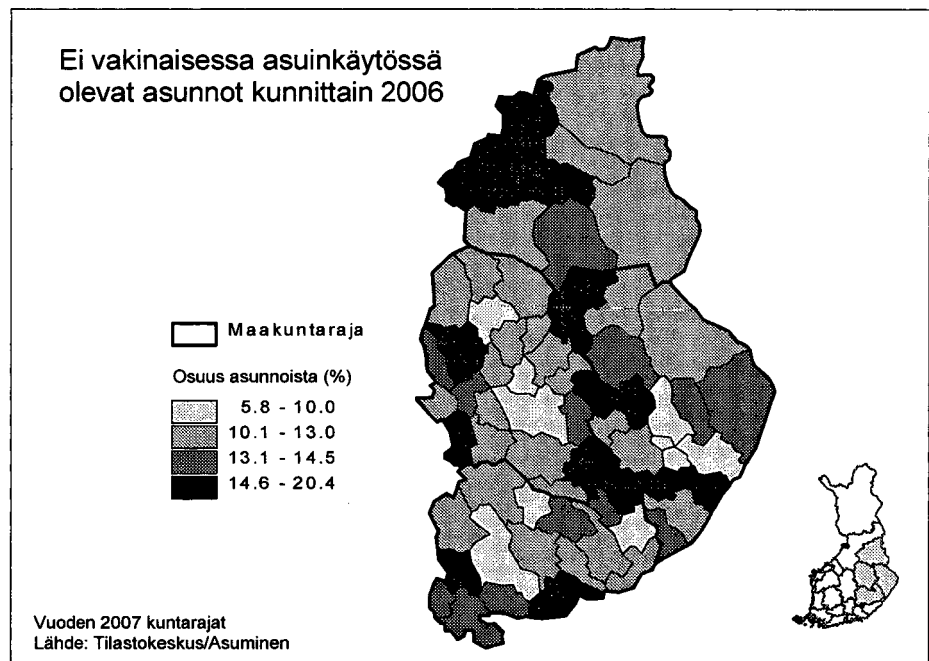 Ei vakinaisessa asuinkäytössä
olevat asunnot kunnittain 2006
Maakuntaraja
Osuus asunnoista (%)
5.8 - 10.0
10.1 - 13.0
13.1 - 14.5
14.6 - 20.4
Vuoden 2007 kuntarajat
Lähde: Tilastokeskus/Asuminen